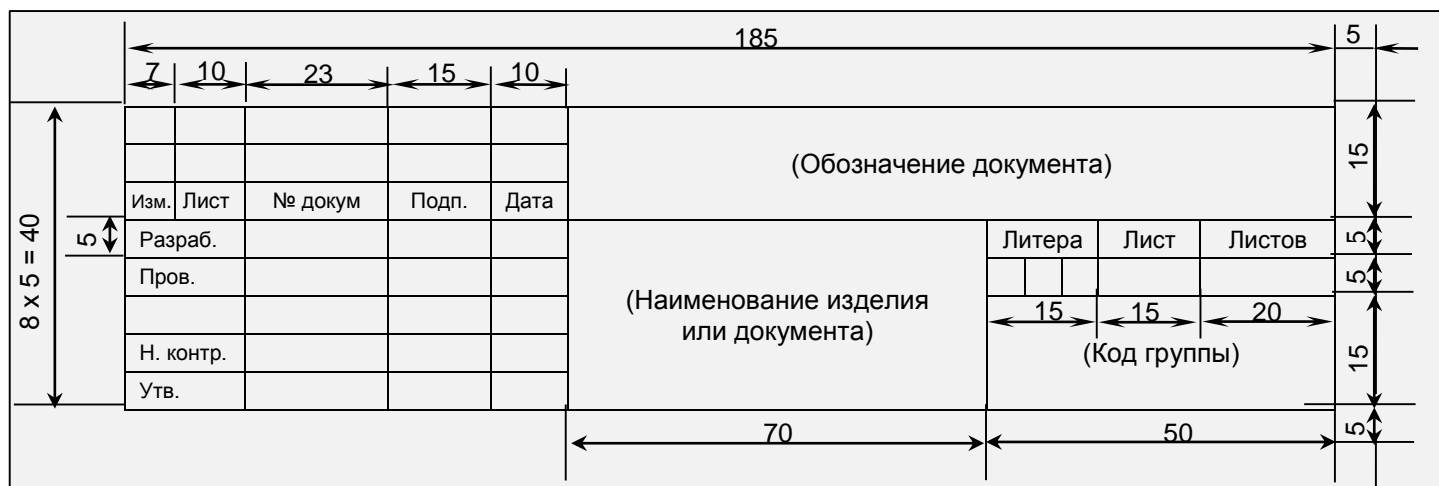 185 5
7 10 23 15 10
(Обозначение документа)
15
Изм. Лист № докум Подп. Дата
8 x 5 = 40
5
Разраб.
Литера Лист Листов
5
Пров.
5
(Наименование изделия
или документа)
15 15 20
(Код группы)
15
Н. контр.
Утв.
70 50
5